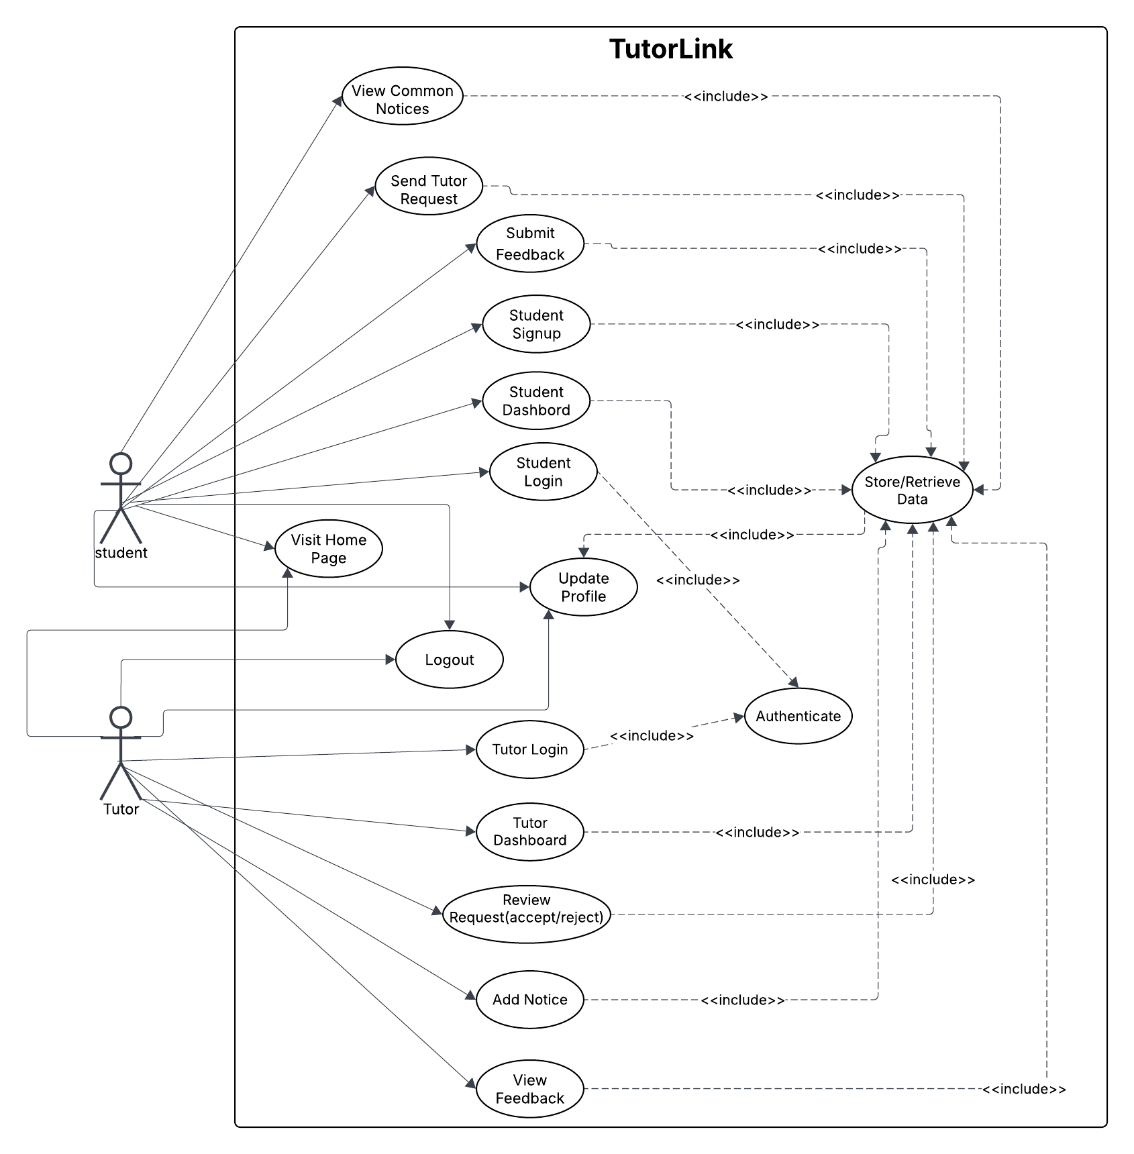 TutorLink
View Common
Notices
<<include>>
Send Tutor
Request
<<include>>
Submit
Feedback
<<include>>
Student
Signup
<<include>>
Student
Dashbord
Student
Login
Store/Retrieve
Data
<<include>>
student
Visit Home
Page
<<include>>
Update
Profile
<<include>>
Logout
Authenticate
Tutor
Tutor Login
<<include>>
Tutor
Dashboard
<<include>>
<<include>>
Review
Request(accept/reject)
Add Notice
<<include>>
View
Feedback
<<include>>